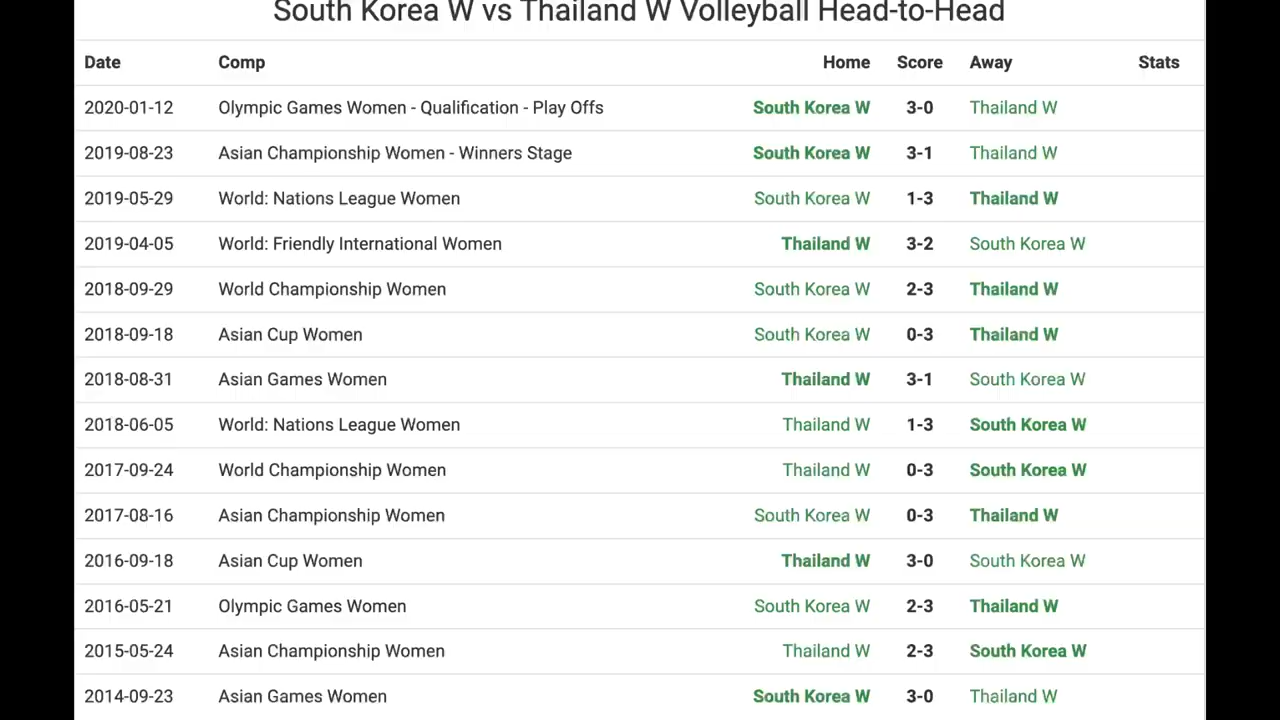 South Korea W vs Thailand W Volleyball Head-to-Head
Date Comp Home Score Away Stats
2020-01-12 Olympic Games Women - Qualification - Play Offs South Korea W 3-0 Thailand W
2019-08-23 Asian Championship Women - Winners Stage South Korea W 3-1 Thailand W
2019-05-29 World: Nations League Women South Korea W 1-3 Thailand W
2019-04-05 World: Friendly International Women Thailand W 3-2 South Korea W
2018-09-29 World Championship Women South Korea W 2-3 Thailand W
2018-09-18 Asian Cup Women South Korea W 0-3 Thailand W
2018-08-31 Asian Games Women Thailand W 3-1 South Korea W
2018-06-05 World: Nations League Women Thailand W 1-3 South Korea W
2017-09-24 World Championship Women Thailand W 0-3 South Korea W
2017-08-16 Asian Championship Women South Korea W 0-3 Thailand W
2016-09-18 Asian Cup Women Thailand W 3-0 South Korea W
2016-05-21 Olympic Games Women South Korea W 2-3 Thailand W
2015-05-24 Asian Championship Women Thailand W 2-3 South Korea W
2014-09-23 Asian Games Women South Korea W 3-0 Thailand W